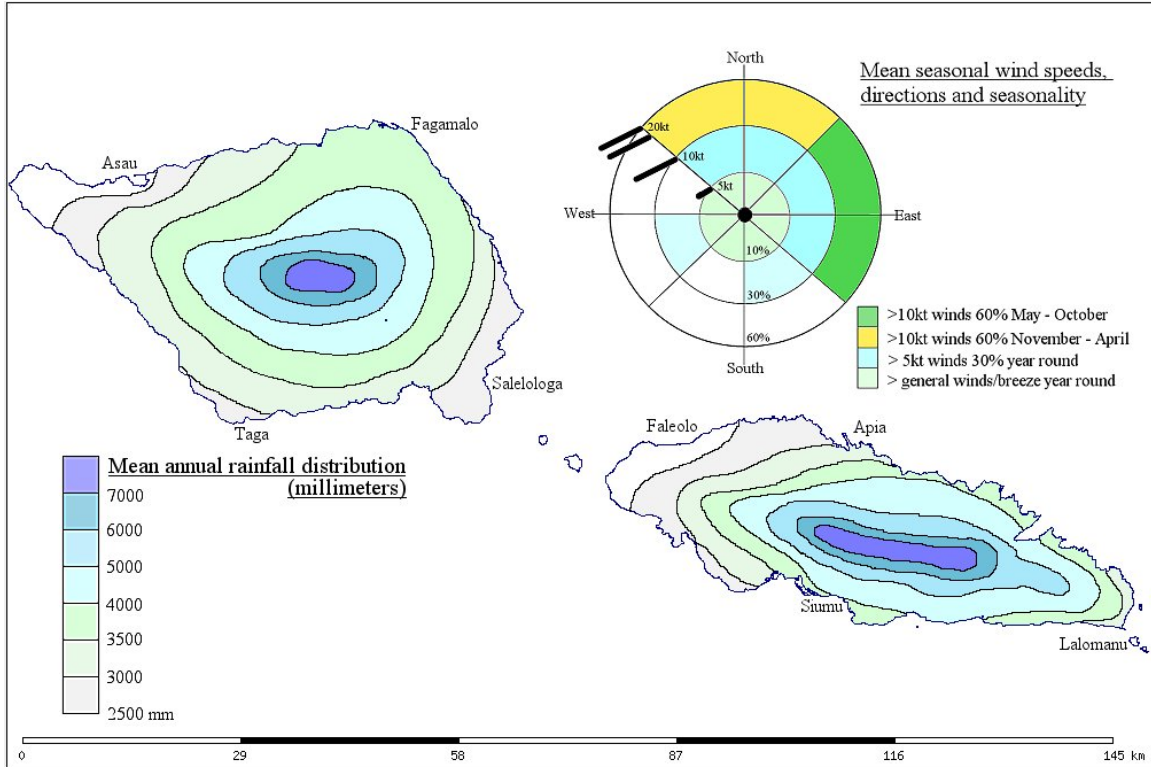 North
Mean seasonal wind speeds,
directions and seasonality
Fagamalo
20kt
Asau
10kt
5kt
West
East
10%
30%
>10kt winds 60% May - October
60%
>10kt winds 60% November - April
South
> 5kt winds 30% year round
> general winds/breeze year round
Salelologa
Taga
Faleolo
Apia
Mean annual rainfall distribution
(millimeters)
7000
6000
5000
4000
3500
3000
2500 mm
Siumu
Lalomanu
0
29
58
87
116
145 km